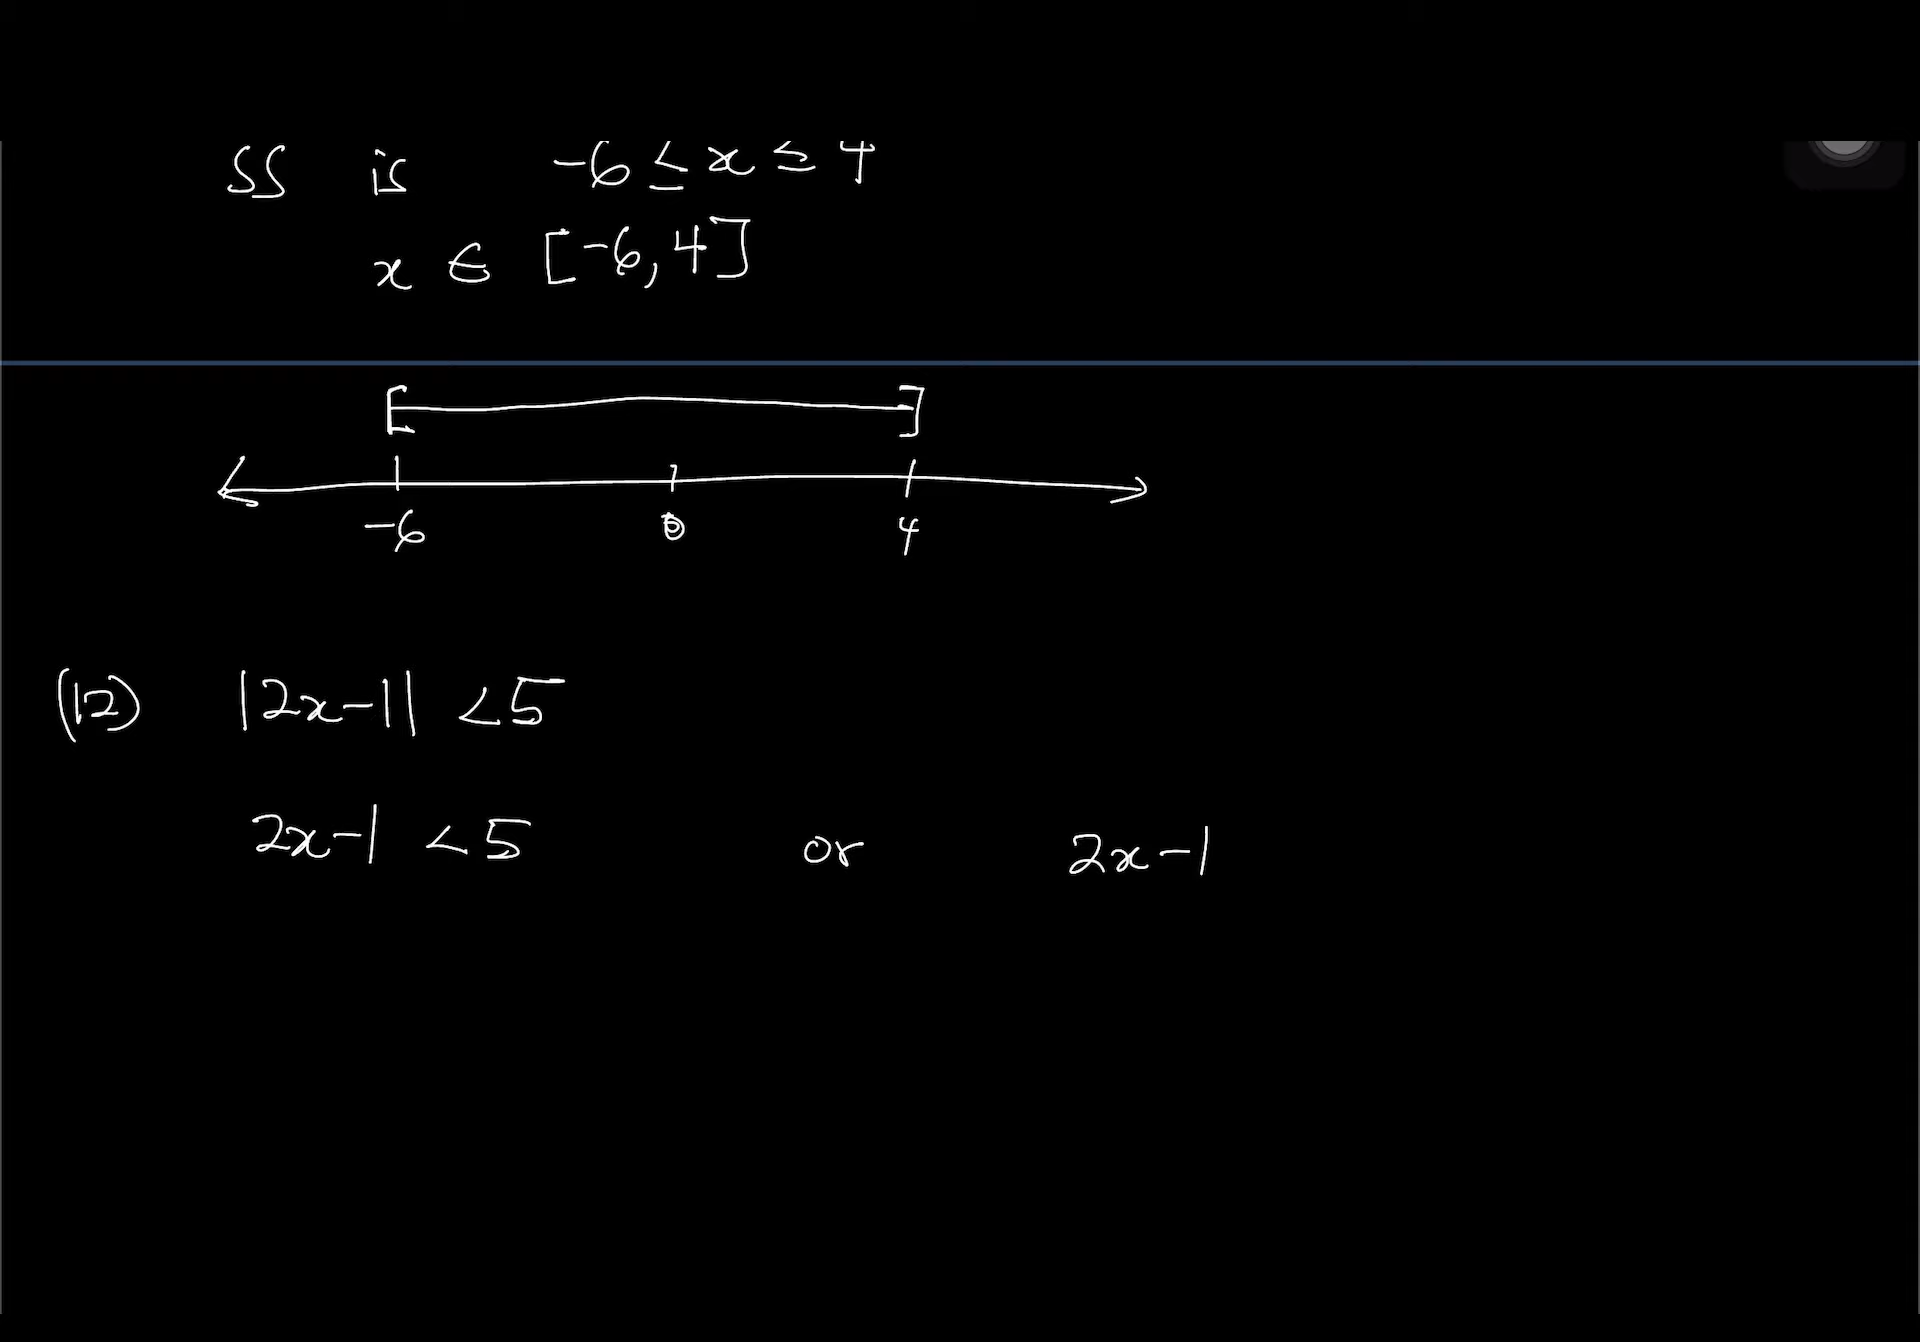 SS is -6 ≤ x ≤ 4
x ∈ [-6, 4]
-6 0 4
(12) |2x-1| < 5
2x-1 < 5 or 2x-1